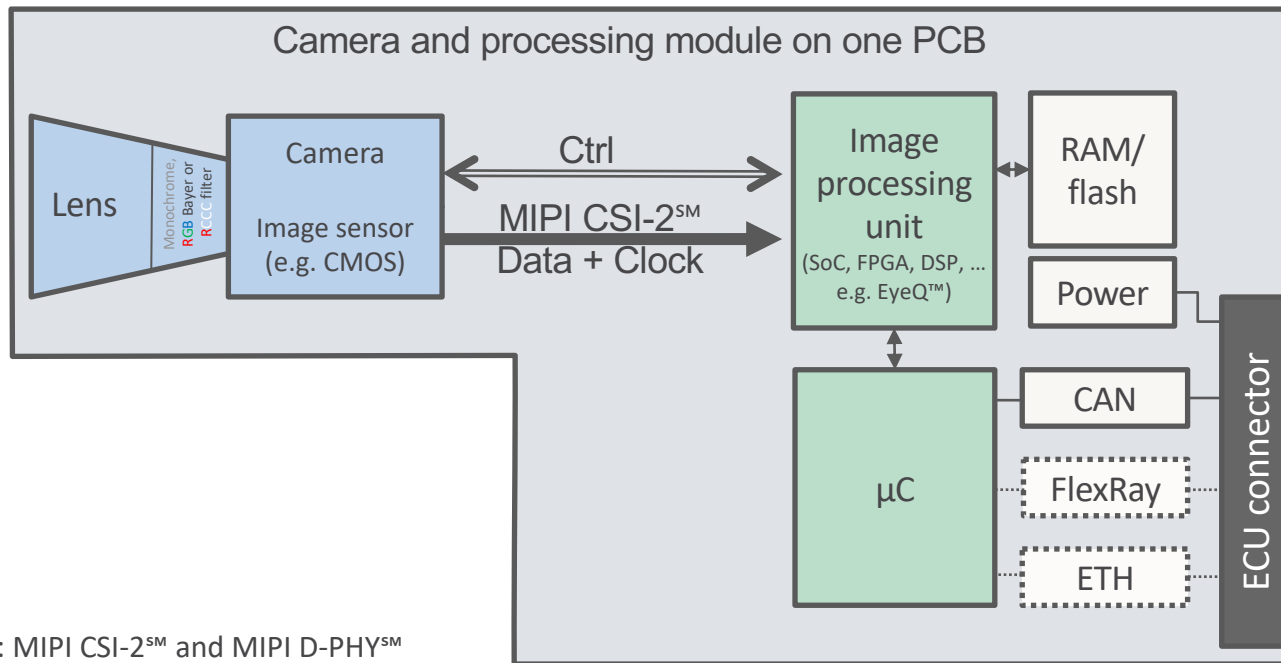 Camera and processing module on one PCB
Lens
Monochrome,
RGB Bayer or
RCCC filter
Camera
Image sensor
(e.g. CMOS)
Ctrl
MIPI CSI-2℠
Data + Clock
Image
processing
unit
(SoC, FPGA, DSP, ...
e.g. EyeQ™)
RAM/
flash
Power
µC
CAN
FlexRay
ETH
ECU connector
: MIPI CSI-2℠ and MIPI D-PHY℠